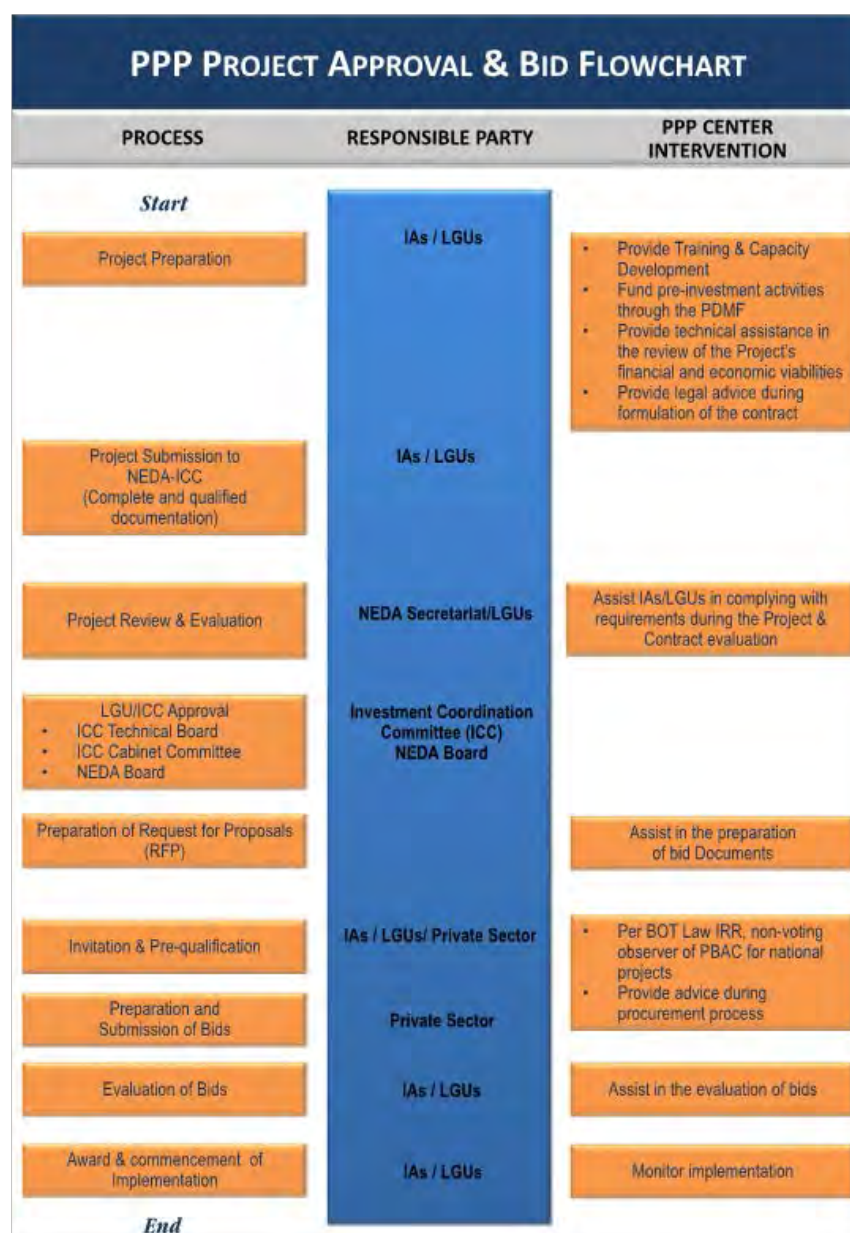 PPP PROJECT APPROVAL & BID FLOWCHART
PROCESS
RESPONSIBLE PARTY
PPP CENTER
INTERVENTION
Start
Project Preparation
IAs / LGUs
• Provide Training & Capacity
Development
• Fund pre-investment activities
through the PDMF
• Provide technical assistance in
the review of the Project's
financial and economic viabilities
• Provide legal advice during
formulation of the contract
Project Submission to
NEDA-ICC
(Complete and qualified
documentation)
IAs / LGUs
Project Review & Evaluation
NEDA Secretariat/LGUs
Assist IAs/LGUs in complying with
requirements during the Project &
Contract evaluation
LGU/ICC Approval
• ICC Technical Board
• ICC Cabinet Committee
• NEDA Board
Investment Coordination
Committee (ICC)
NEDA Board
Preparation of Request for Proposals
(RFP)
Assist in the preparation
of bid Documents
Invitation & Pre-qualification
IAs / LGUs/ Private Sector
• Per BOT Law IRR, non-voting
observer of PBAC for national
projects
• Provide advice during
procurement process
Preparation and
Submission of Bids
Private Sector
Evaluation of Bids
IAs / LGUs
Assist in the evaluation of bids
Award & commencement of
Implementation
IAs / LGUs
Monitor implementation
End